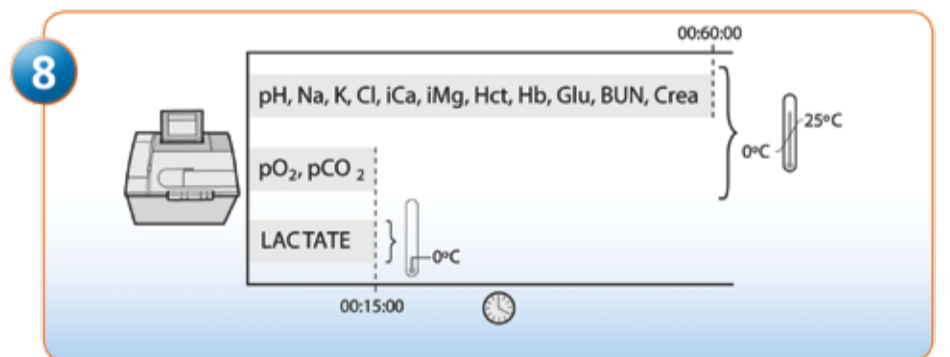 8
00:60:00
pH, Na, K, Cl, iCa, iMg, Hct, Hb, Glu, BUN, Crea
25ºC
0ºC
pO₂, pCO ₂
LACTATE
0ºC
00:15:00